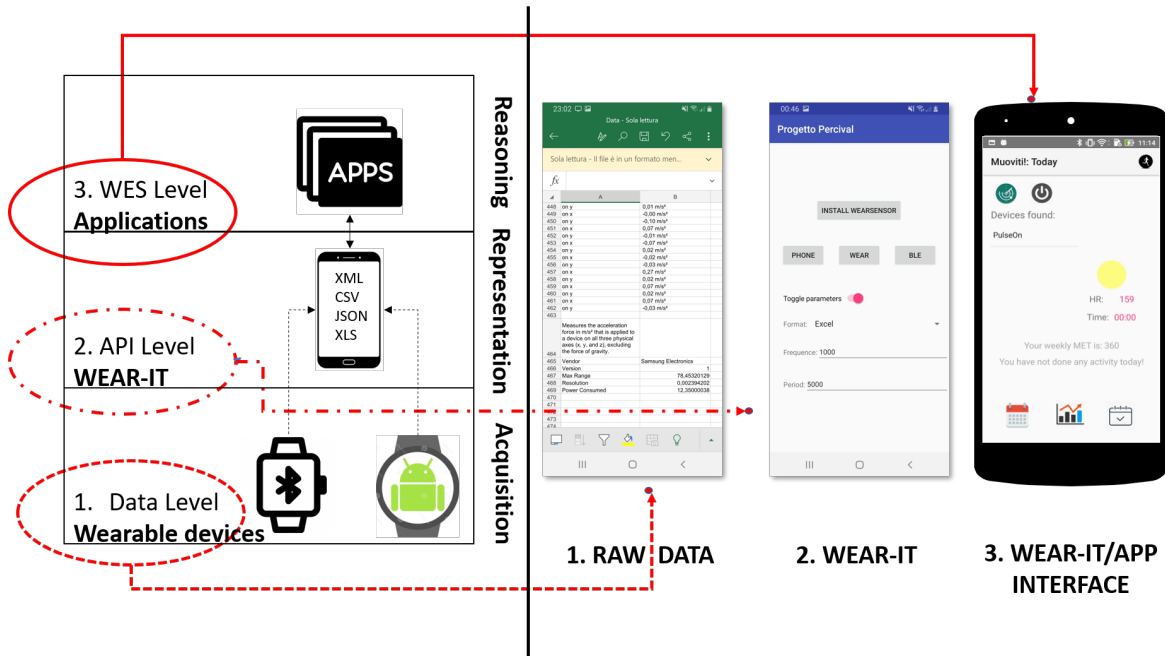 3. WES Level
Applications
APPS
XML
CSV
JSON
XLS
2. API Level
WEAR-IT
1. Data Level
Wearable devices
Reasoning
Representation
Acquisition
23:02
Data - Sola lettura
Sola lettura - Il file è in un formato men...
fx
A B
448 on y 0,01 m/s²
449 on x -0,00 m/s²
450 on y -0,10 m/s²
451 on x 0,07 m/s²
452 on y -0,01 m/s²
453 on x -0,07 m/s²
454 on y 0,02 m/s²
455 on x -0,02 m/s²
456 on y -0,03 m/s²
457 on x 0,27 m/s²
458 on y 0,02 m/s²
459 on x 0,07 m/s²
460 on y 0,02 m/s²
461 on x 0,07 m/s²
462 on y -0,03 m/s²
463
Measures the acceleration
force in m/s² that is applied to
a device on all three physical
axes (x, y, and z), excluding
464 the force of gravity.
465 Vendor Samsung Electronics
466 Version 1
467 Max Range 78,45320129
468 Resolution 0,002394202
469 Power Consumed 12,35000038
470
471
473
474
1. RAW DATA
00:46
Progetto Percival
INSTALL WEARSENSOR
PHONE WEAR BLE
Toggle parameters
Format: Excel
Frequence: 1000
Period: 5000
2. WEAR-IT
11:14
Muoviti!: Today
Devices found:
PulseOn
HR: 159
Time: 00:00
Your weekly MET is: 360
You have not done any activity today!
3. WEAR-IT/APP
INTERFACE